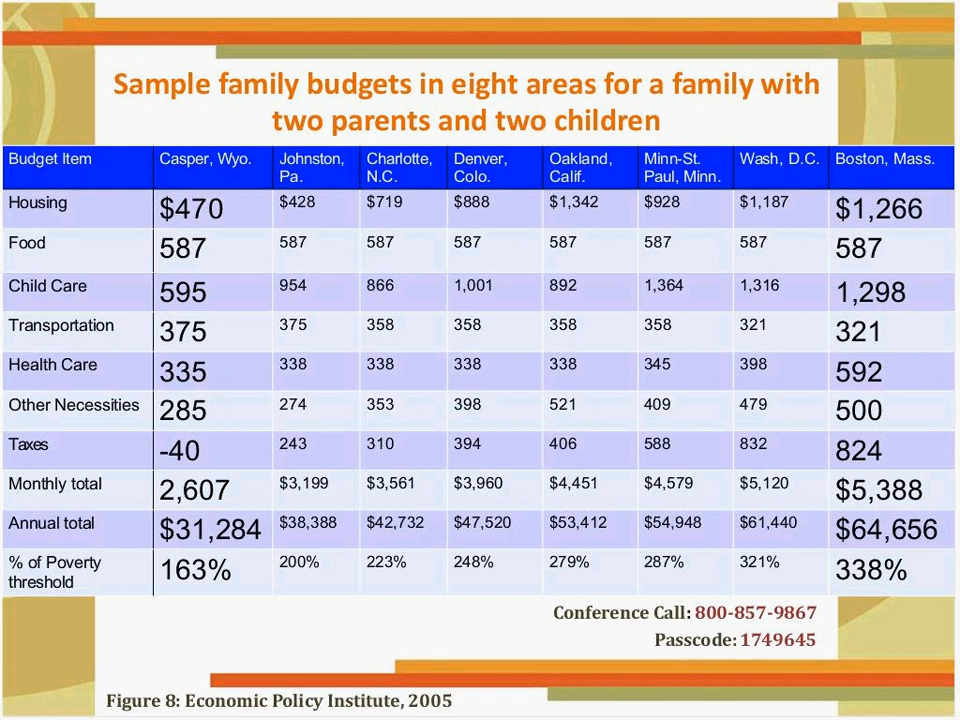 Sample family budgets in eight areas for a family with
two parents and two children
Budget Item Casper, Wyo. Johnston, Pa. Charlotte, N.C. Denver, Colo. Oakland, Calif. Minn-St. Paul, Minn. Wash, D.C. Boston, Mass.
Housing $470 $428 $719 $888 $1,342 $928 $1,187 $1,266
Food 587 587 587 587 587 587 587 587
Child Care 595 954 866 1,001 892 1,364 1,316 1,298
Transportation 375 375 358 358 358 358 321 321
Health Care 335 338 338 338 338 345 398 592
Other Necessities 285 274 353 398 521 409 479 500
Taxes -40 243 310 394 406 588 832 824
Monthly total 2,607 $3,199 $3,561 $3,960 $4,451 $4,579 $5,120 $5,388
Annual total $31,284 $38,388 $42,732 $47,520 $53,412 $54,948 $61,440 $64,656
% of Poverty threshold 163% 200% 223% 248% 279% 287% 321% 338%
Conference Call: 800-857-9867
Passcode: 1749645
Figure 8: Economic Policy Institute, 2005